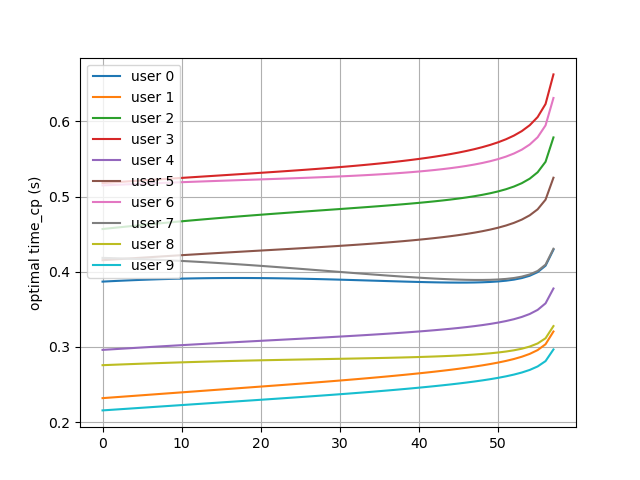 user 0
user 1
user 2
user 3
user 4
user 5
user 6
user 7
user 8
user 9
optimal time_cp (s)
0.6
0.5
0.4
0.3
0.2
0 10 20 30 40 50